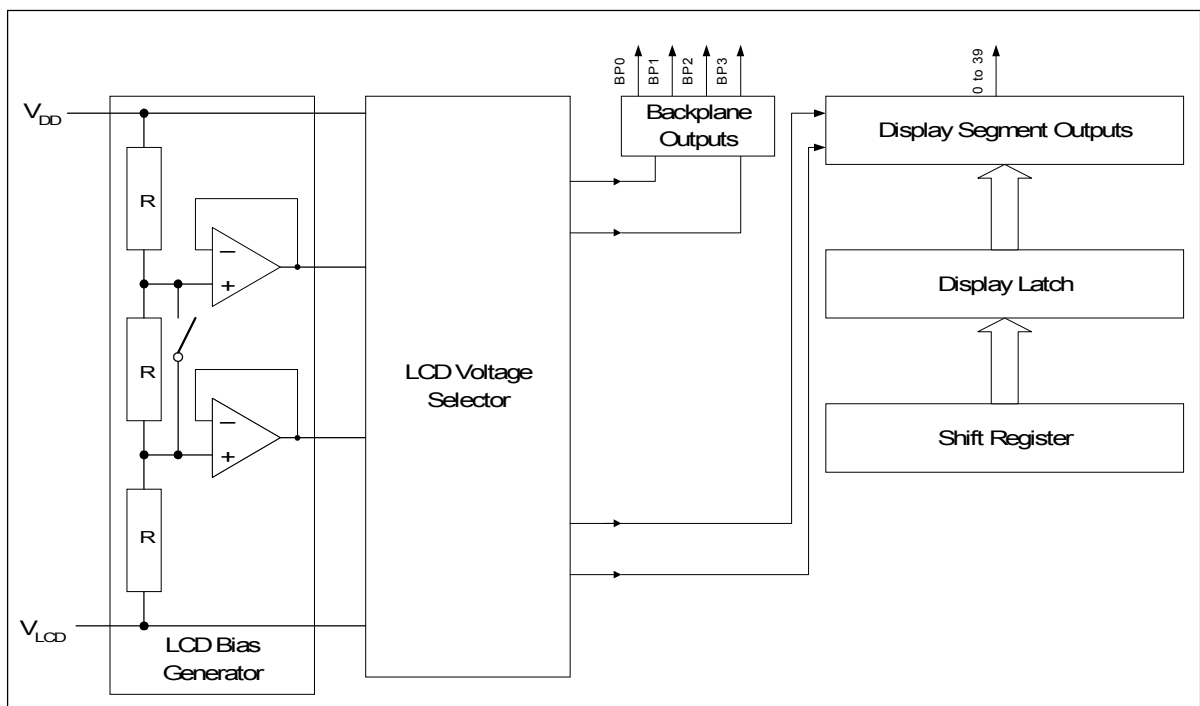 BP0
BP1
BP2
BP3
0 to 39
VDD
Backplane
Outputs
Display Segment Outputs
R
−
+
Display Latch
R
LCD Voltage
Selector
−
+
Shift Register
R
VLCD
LCD Bias
Generator